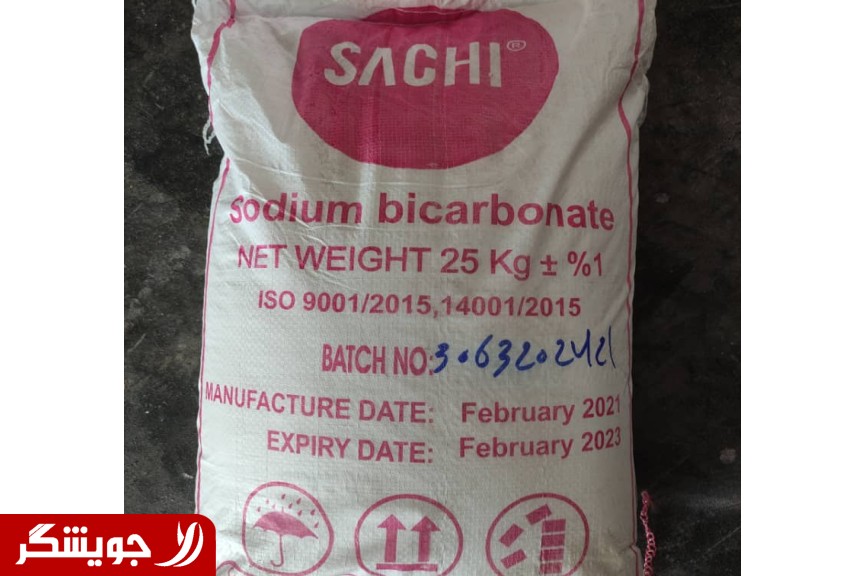 SACHI®
Sodium bicarbonate
NET WEIGHT 25 Kg ± %1
ISO 9001/2015,14001/2015
BATCH NO:
MANUFACTURE DATE: February 2021
EXPIRY DATE: February 2023
جویشگر